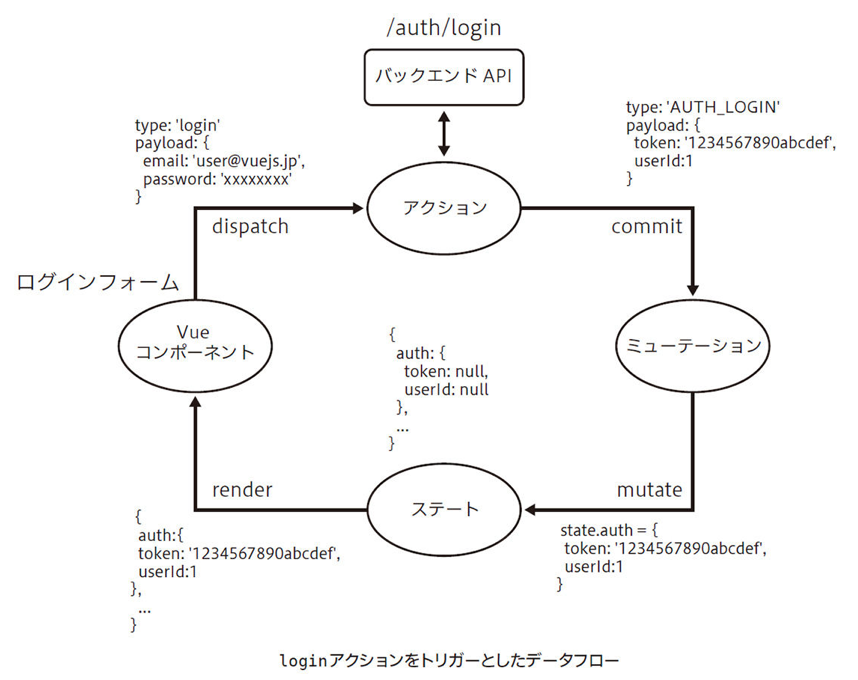 /auth/login
バックエンド API
type: 'login'
payload: {
email: 'user@vuejs.jp',
password: 'xxxxxxxx'
}
type: 'AUTH_LOGIN'
payload: {
token: '1234567890abcdef',
userId:1
}
アクション
dispatch
commit
ログインフォーム
Vue
コンポーネント
ミューテーション
{
auth: {
token: null,
userId: null
},
...
}
render
ステート
mutate
{
auth:{
token: '1234567890abcdef',
userId:1
},
...
}
state.auth = {
token: '1234567890abcdef',
userId:1
}
loginアクションをトリガーとしたデータフロー